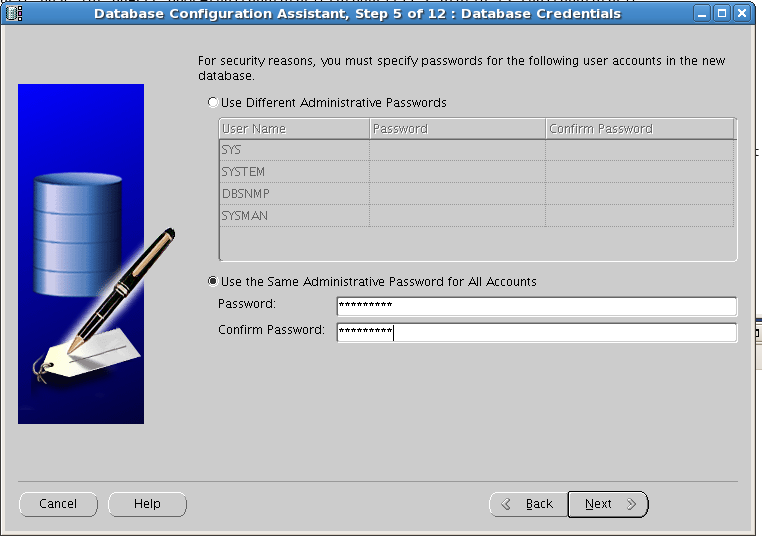 Database Configuration Assistant, Step 5 of 12 : Database Credentials
For security reasons, you must specify passwords for the following user accounts in the new
database.
Use Different Administrative Passwords
User Name Password Confirm Password
SYS
SYSTEM
DBSNMP
SYSMAN
Use the Same Administrative Password for All Accounts
Password: *********
Confirm Password: *********
Cancel Help Back Next